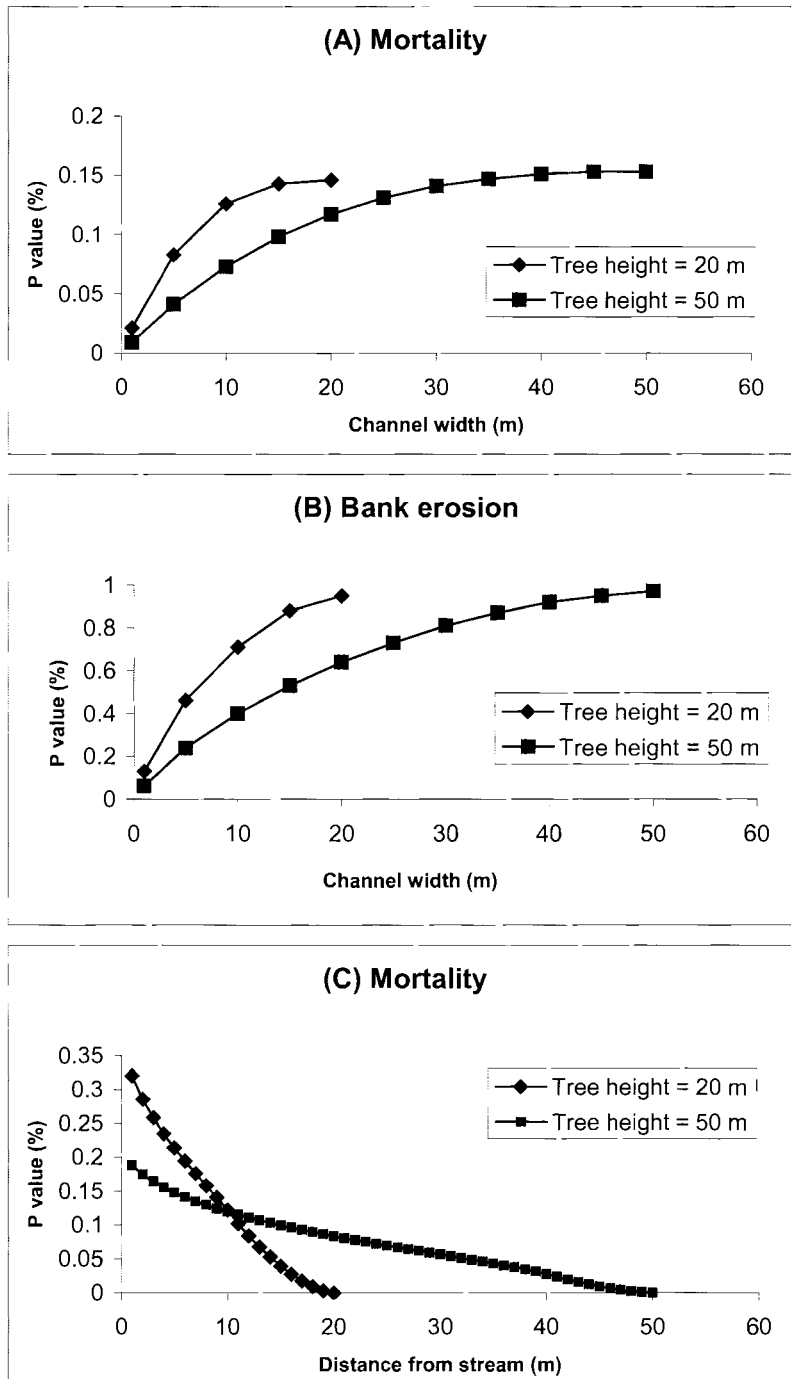 (A) Mortality
P value (%)
0.2
0.15
0.1
0.05
0
0 10 20 30 40 50 60
Channel width (m)
Tree height = 20 m
Tree height = 50 m
(B) Bank erosion
P value (%)
1
0.8
0.6
0.4
0.2
0
0 10 20 30 40 50 60
Channel width (m)
Tree height = 20 m
Tree height = 50 m
(C) Mortality
P value (%)
0.35
0.3
0.25
0.2
0.15
0.1
0.05
0
0 10 20 30 40 50 60
Distance from stream (m)
Tree height = 20 m
Tree height = 50 m